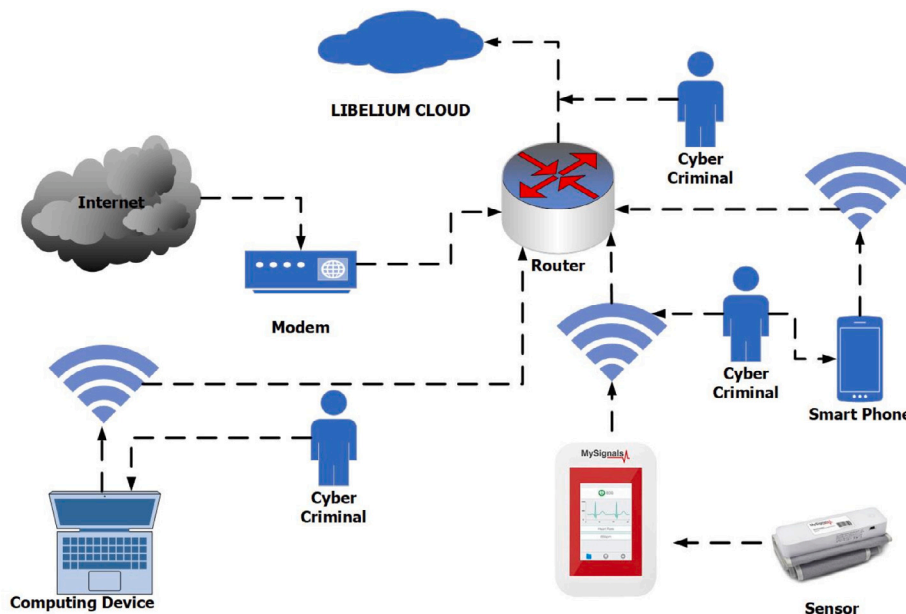 LIBELIUM CLOUD
Cyber
Criminal
Internet
Router
Modem
Cyber
Criminal
Smart Phone
MySignals
Cyber
Criminal
Computing Device
Sensor